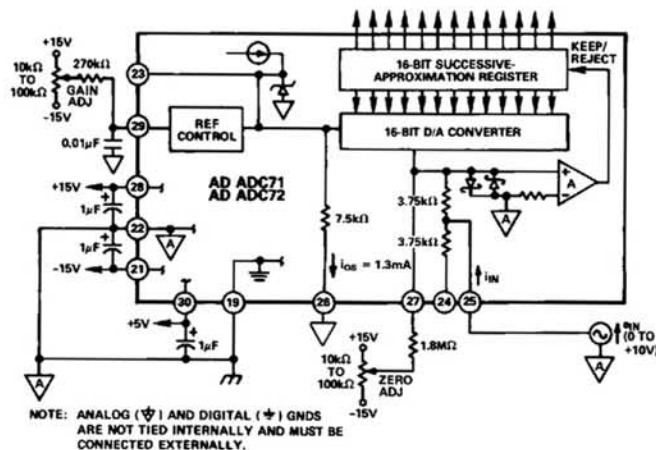 KEEP/
REJECT
+15V
270kΩ
10kΩ
TO
100kΩ
GAIN
ADJ
-15V
23
16-BIT SUCCESSIVE-
APPROXIMATION REGISTER
29
REF
CONTROL
16-BIT D/A CONVERTER
0.01µF
AD ADC71
AD ADC72
+15V
28
1µF
22
A
1µF
-15V
21
7.5kΩ
3.75kΩ
3.75kΩ
A
+
-
A
iOS = 1.3mA
iIN
30
19
26
27
24
25
+5V
1µF
A
+15V
10kΩ
TO
100kΩ
1.8MΩ
ZERO
ADJ
-15V
eIN
(0 TO
+10V)
A
NOTE: ANALOG (A) AND DIGITAL (⏚) GNDS
ARE NOT TIED INTERNALLY AND MUST BE
CONNECTED EXTERNALLY.